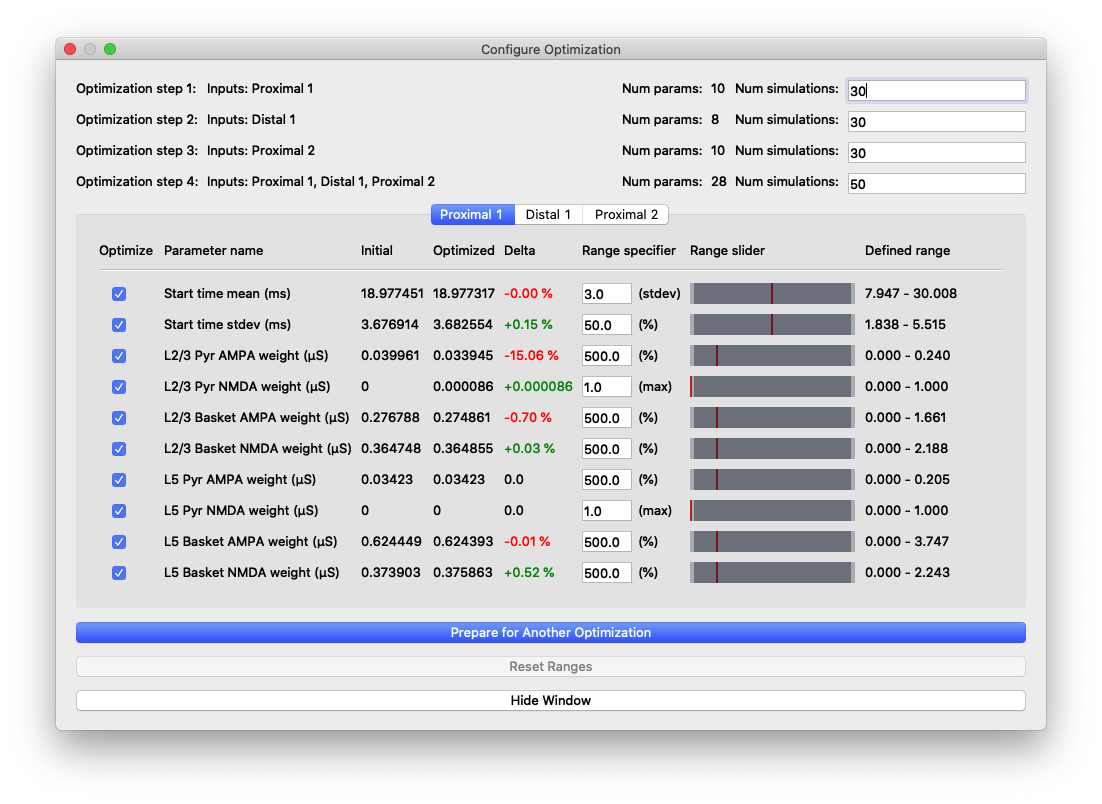 Configure Optimization
Optimization step 1: Inputs: Proximal 1 Num params: 10 Num simulations: 30
Optimization step 2: Inputs: Distal 1 Num params: 8 Num simulations: 30
Optimization step 3: Inputs: Proximal 2 Num params: 10 Num simulations: 30
Optimization step 4: Inputs: Proximal 1, Distal 1, Proximal 2 Num params: 28 Num simulations: 50
Proximal 1 Distal 1 Proximal 2
Optimize Parameter name Initial Optimized Delta Range specifier Range slider Defined range
Start time mean (ms) 18.977451 18.977317 -0.00 % 3.0 (stdev) 7.947 - 30.008
Start time stdev (ms) 3.676914 3.682554 +0.15 % 50.0 (%) 1.838 - 5.515
L2/3 Pyr AMPA weight (µS) 0.039961 0.033945 -15.06 % 500.0 (%) 0.000 - 0.240
L2/3 Pyr NMDA weight (µS) 0 0.000086 +0.000086 1.0 (max) 0.000 - 1.000
L2/3 Basket AMPA weight (µS) 0.276788 0.274861 -0.70 % 500.0 (%) 0.000 - 1.661
L2/3 Basket NMDA weight (µS) 0.364748 0.364855 +0.03 % 500.0 (%) 0.000 - 2.188
L5 Pyr AMPA weight (µS) 0.03423 0.03423 0.0 500.0 (%) 0.000 - 0.205
L5 Pyr NMDA weight (µS) 0 0 0.0 1.0 (max) 0.000 - 1.000
L5 Basket AMPA weight (µS) 0.624449 0.624393 -0.01 % 500.0 (%) 0.000 - 3.747
L5 Basket NMDA weight (µS) 0.373903 0.375863 +0.52 % 500.0 (%) 0.000 - 2.243
Prepare for Another Optimization
Reset Ranges
Hide Window